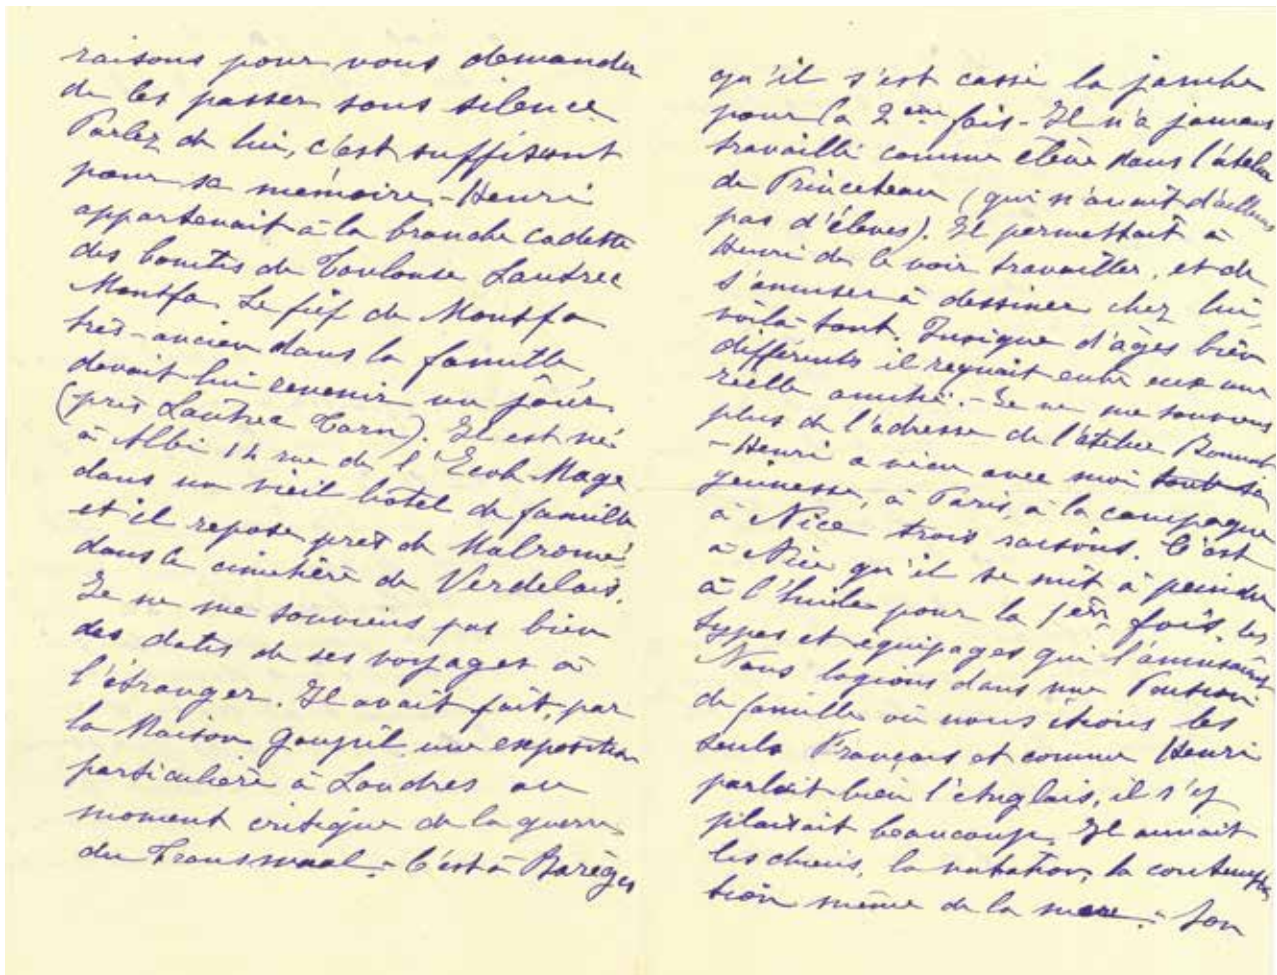 raisons pour vous demander
de les passer sous silence.
Parlez de lui, c'est suffisant
pour sa mémoire. - Henri
appartenait à la branche cadette
des Comtes de Toulouse Lautrec
Montfa. Le fief de Montfa
très-ancien dans la famille,
devait lui revenir un jour.
(près Lautrec Tarn). Il est né
à Albi 14 rue de l'Ecole Mage
dans un vieil hôtel de famille
et il repose près de Malromé
dans le cimetière de Verdelais.
Je ne me souviens pas bien
des dates de ses voyages à
l'étranger. Il avait fait, par
la Maison Goupil une exposition
particulière à Londres au
moment critique de la guerre
du Transvaal. - C'est à Barèges
qu'il s'est cassé la jambe
pour la 2ème fois - Il n'a jamais
travaillé comme élève dans l'atelier
de Princeteau (qui n'avait d'ailleurs
pas d'élèves). Il permettait à
Henri de le voir travailler, et de
s'amuser à dessiner chez lui,
voilà tout. Quoique d'âges bien
différents il régnait entre eux une
réelle amitié. - Je ne me souviens
plus de l'adresse de l'atelier Bonnat
- Henri a vécu avec moi toute sa
jeunesse, à Paris, à la campagne
à Nice trois saisons. C'est
à Nice qu'il se mit à peindre
à l'huile pour la 1ère fois, les
types et équipages qui l'amusaient.
Nous logions dans une Pension
de famille où nous étions les
seuls Français et comme Henri
parlait bien l'Anglais, il s'y
plaisait beaucoup. Il aimait
les chiens, la natation, la contempla
tion même de la mer. - Son